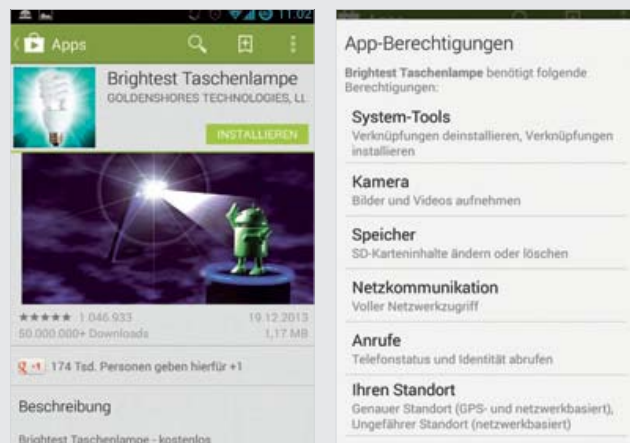 11:02
Apps
Brightest Taschenlampe
GOLDENSHORES TECHNOLOGIES, LL
INSTALLIEREN
1 046.933
19.12.2013
50.000.000+ Downloads
1,17 MB
174 Tsd. Personen geben hierfür +1
Beschreibung
Brightest Taschenlampe - kostenlos
App-Berechtigungen
Brightest Taschenlampe benötigt folgende
Berechtigungen:
System-Tools
Verknüpfungen deinstallieren, Verknüpfungen
installieren
Kamera
Bilder und Videos aufnehmen
Speicher
SD-Karteninhalte ändern oder löschen
Netzkommunikation
Voller Netzwerkzugriff
Anrufe
Telefonstatus und Identität abrufen
Ihren Standort
Genauer Standort (GPS- und netzwerkbasiert),
Ungefährer Standort (netzwerkbasiert)